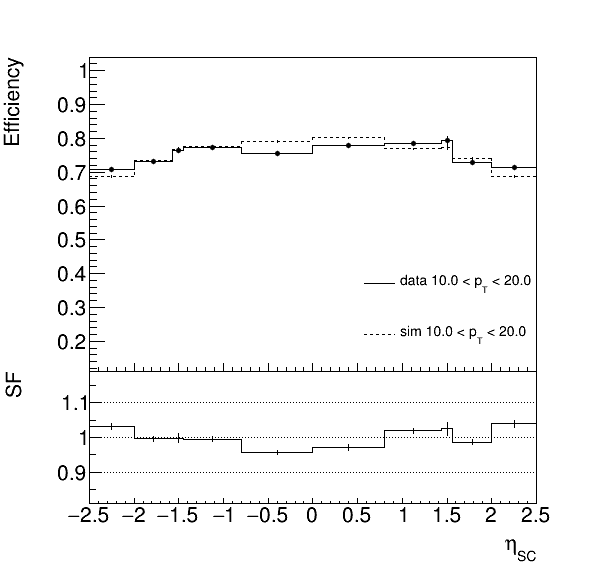 Efficiency
1
0.9
0.8
0.7
0.6
0.5
0.4
0.3
0.2
data 10.0 < p_T < 20.0
sim 10.0 < p_T < 20.0
SF
1.1
1
0.9
−2.5 −2 −1.5 −1 −0.5 0 0.5 1 1.5 2 2.5
η_SC